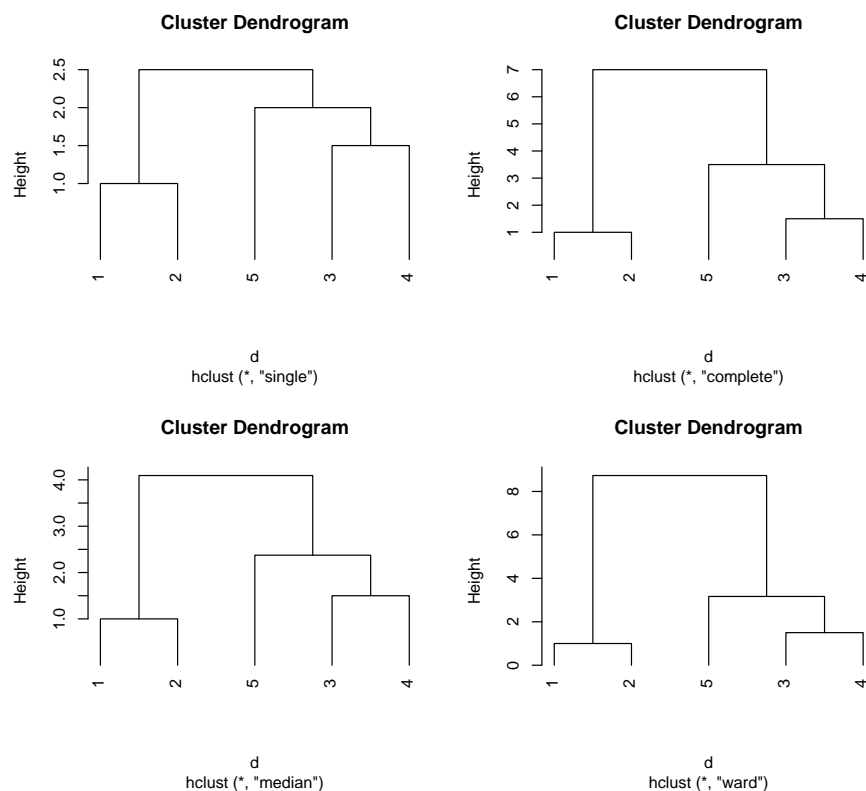 Cluster Dendrogram
Height
1.0
1.5
2.0
2.5
1
2
5
3
4
d
hclust (*, "single")
Cluster Dendrogram
Height
1
2
3
4
5
6
7
1
2
5
3
4
d
hclust (*, "complete")
Cluster Dendrogram
Height
1.0
2.0
3.0
4.0
1
2
5
3
4
d
hclust (*, "median")
Cluster Dendrogram
Height
0
2
4
6
8
1
2
5
3
4
d
hclust (*, "ward")